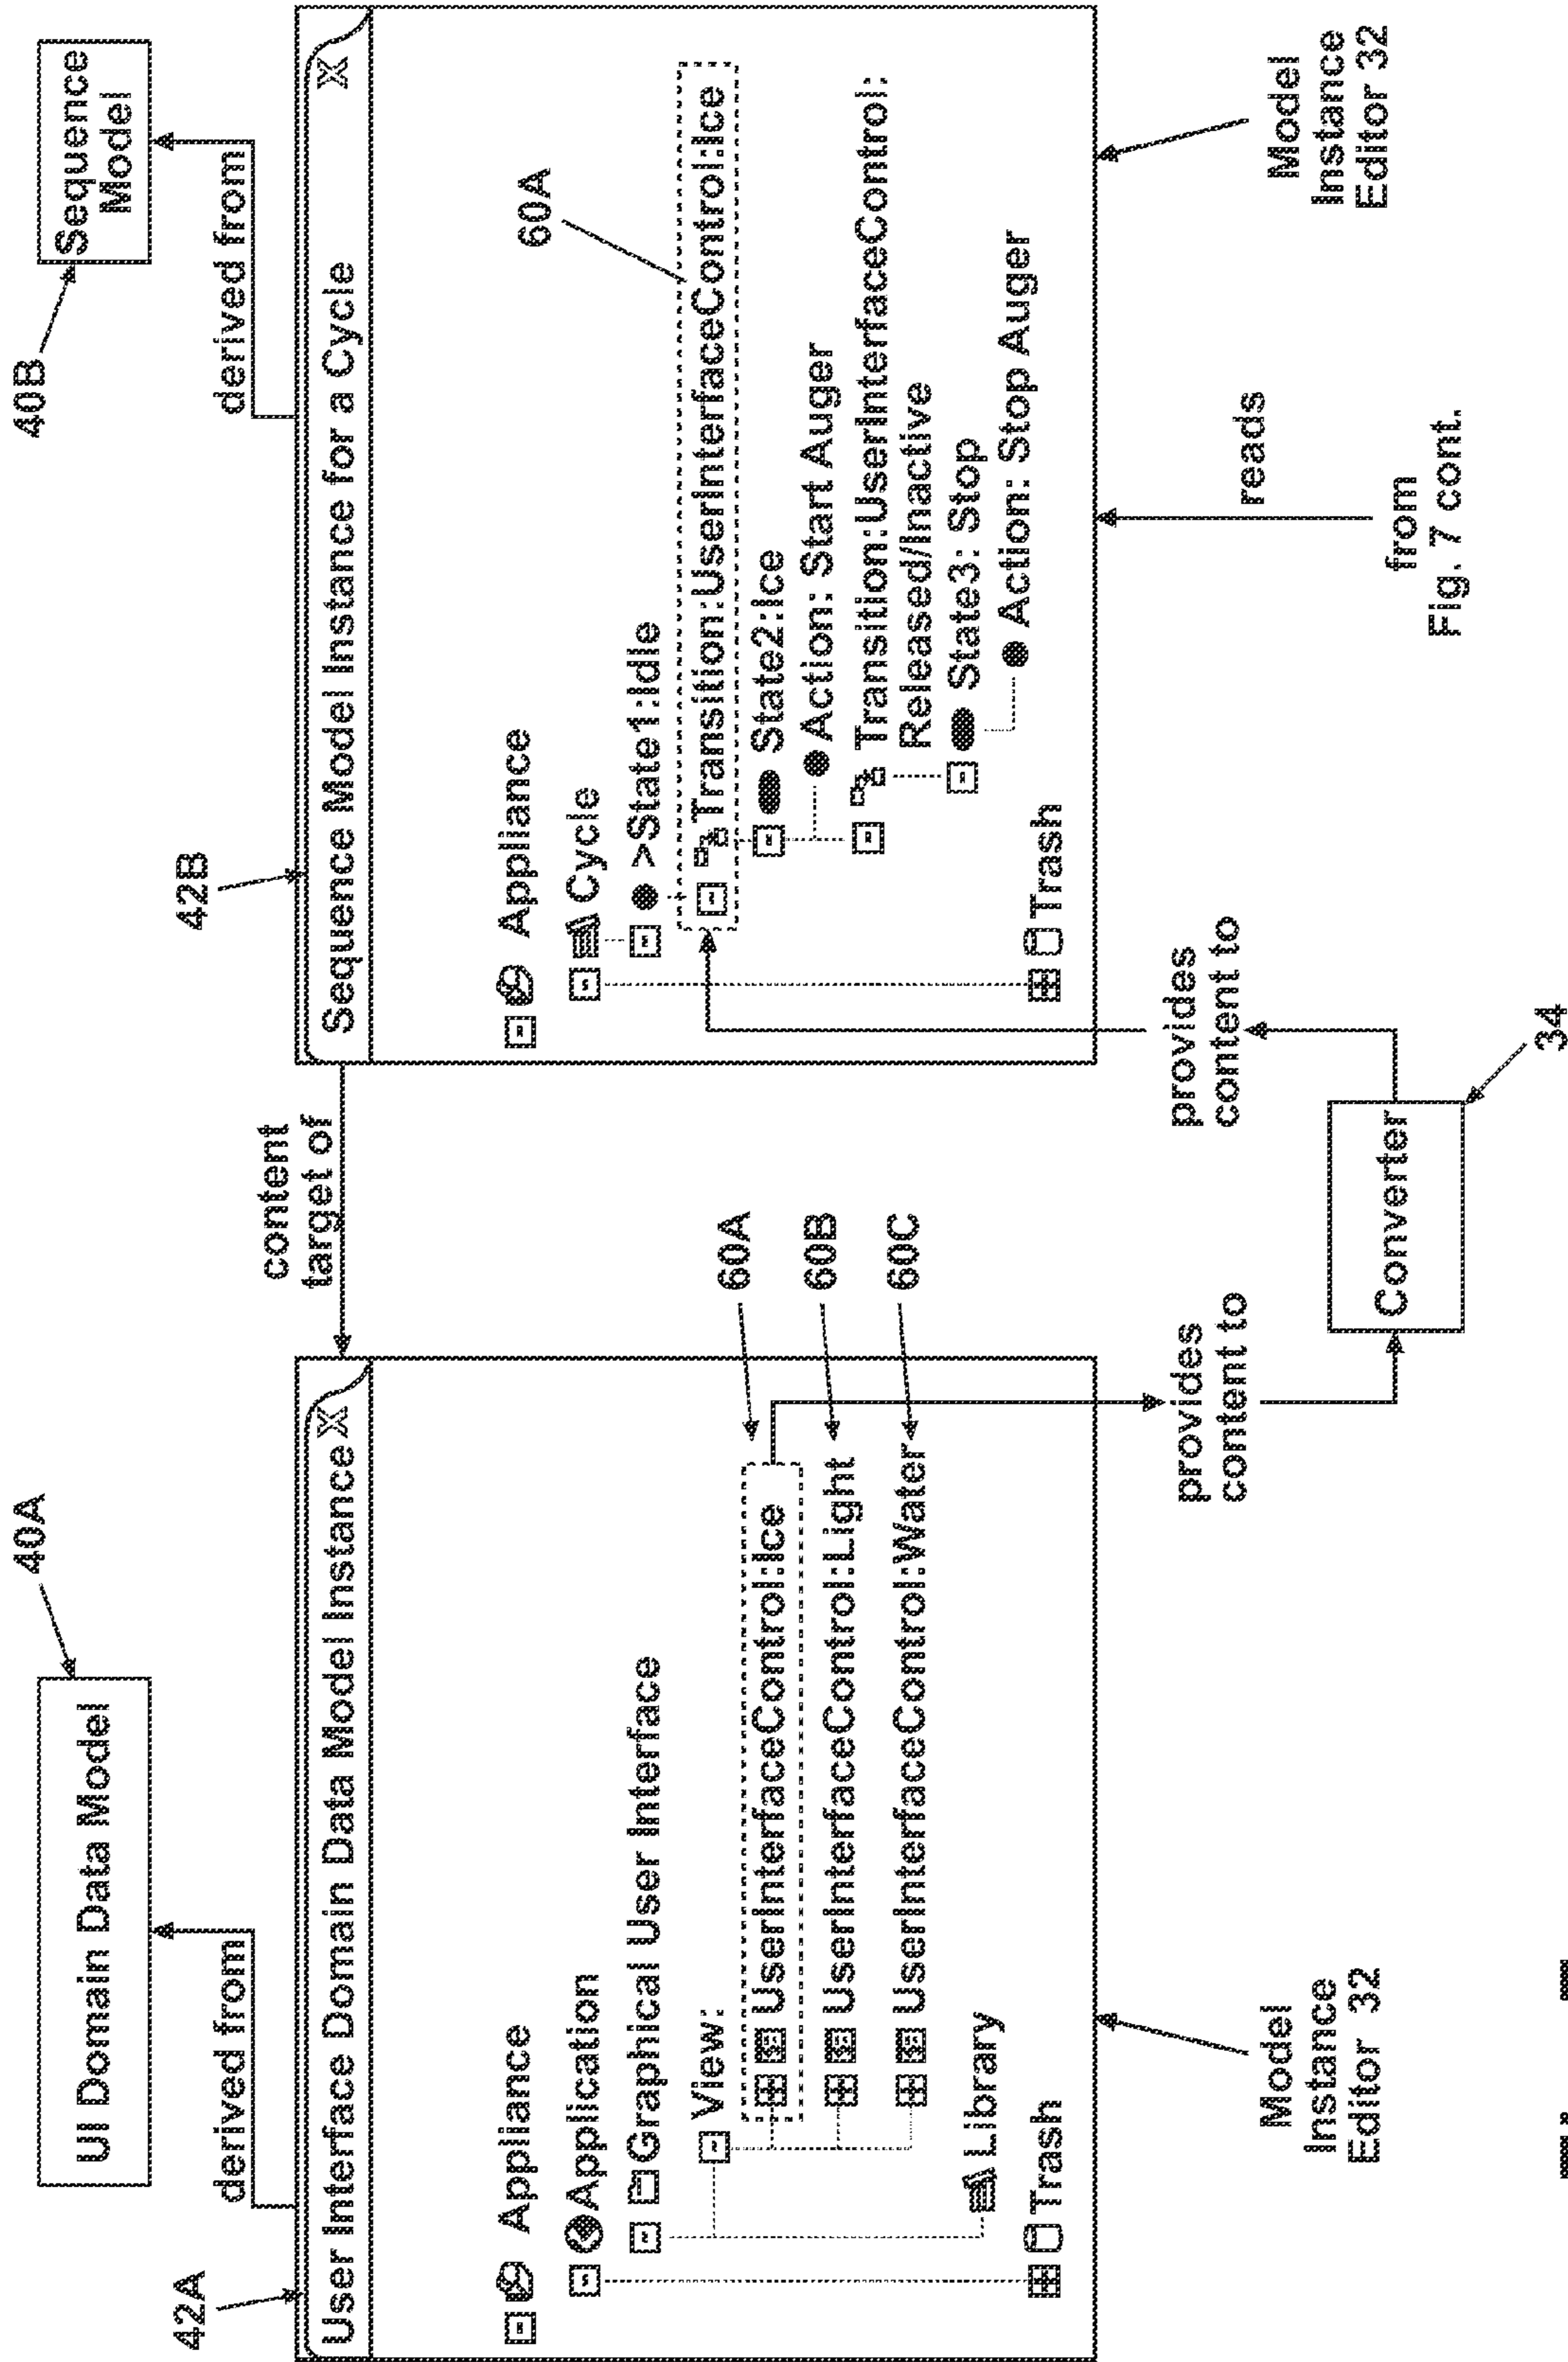 40A
UI Domain Data Model
derived from
42A
User Interface Domain Data Model Instance X
Appliance
Application
Graphical User Interface
View:
UserInterfaceControl:Ice
UserInterfaceControl:Light
UserInterfaceControl:Water
Library
Trash
60A
60B
60C
Model
Instance
Editor 32
provides
content to
Converter
34
provides
content to
content
target of
40B
Sequence
Model
derived from
42B
Sequence Model Instance for a Cycle X
Appliance
Cycle
>State1:Idle
Transition:UserInterfaceControl:Ice
State2:Ice
Action: Start Auger
Transition:UserInterfaceControl:
Released/Inactive
State3: Stop
Action: Stop Auger
Trash
60A
Model
Instance
Editor 32
reads
from
Fig. 7 cont.